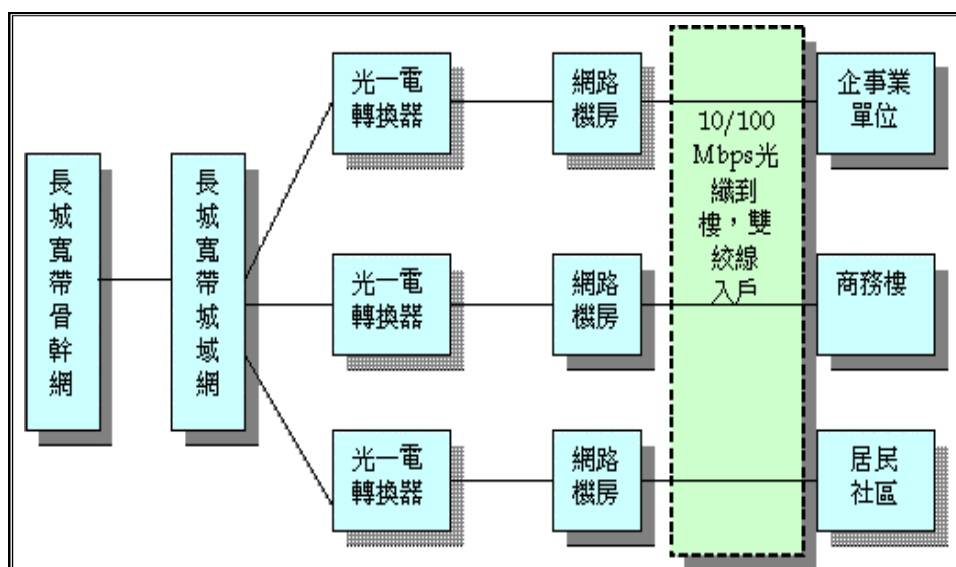 光一電
轉換器
網路
機房
企事業
單位
10/100
Mbps光
纖到
樓，雙
絞線
入戶
長
城
寬
帶
骨
幹
網
長
城
寬
帶
城
域
網
光一電
轉換器
網路
機房
商務樓
光一電
轉換器
網路
機房
居民
社區